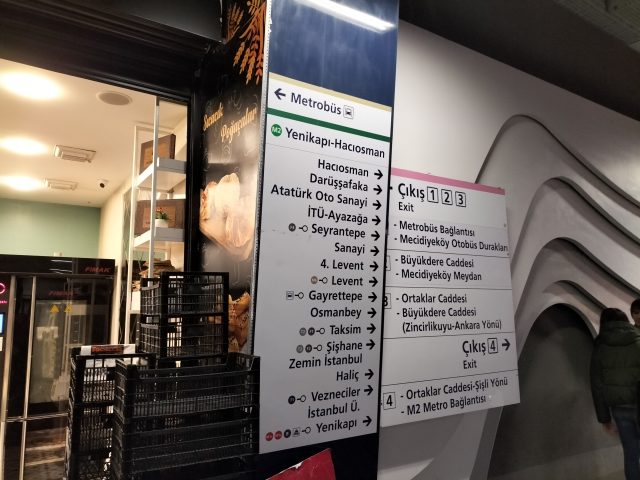 Sıcacık
Poğaçalar
FIMAK
← Metrobüs
M2 Yenikapı-Hacıosman
Hacıosman →
Darüşşafaka →
Atatürk Oto Sanayi →
İTÜ-Ayazağa →
Seyrantepe →
Sanayi →
4. Levent →
Levent →
Gayrettepe →
Osmanbey →
Taksim →
Şişhane →
Zemin İstanbul
Haliç →
Vezneciler →
İstanbul Ü.
Yenikapı →
Çıkış 1 2 3
Exit
- Metrobüs Bağlantısı
- Mecidiyeköy Otobüs Durakları
- Büyükdere Caddesi
- Mecidiyeköy Meydan
- Ortaklar Caddesi
- Büyükdere Caddesi
(Zincirlikuyu-Ankara Yönü)
Çıkış 4 →
Exit
4 - Ortaklar Caddesi-Şişli Yönü
- M2 Metro Bağlantısı